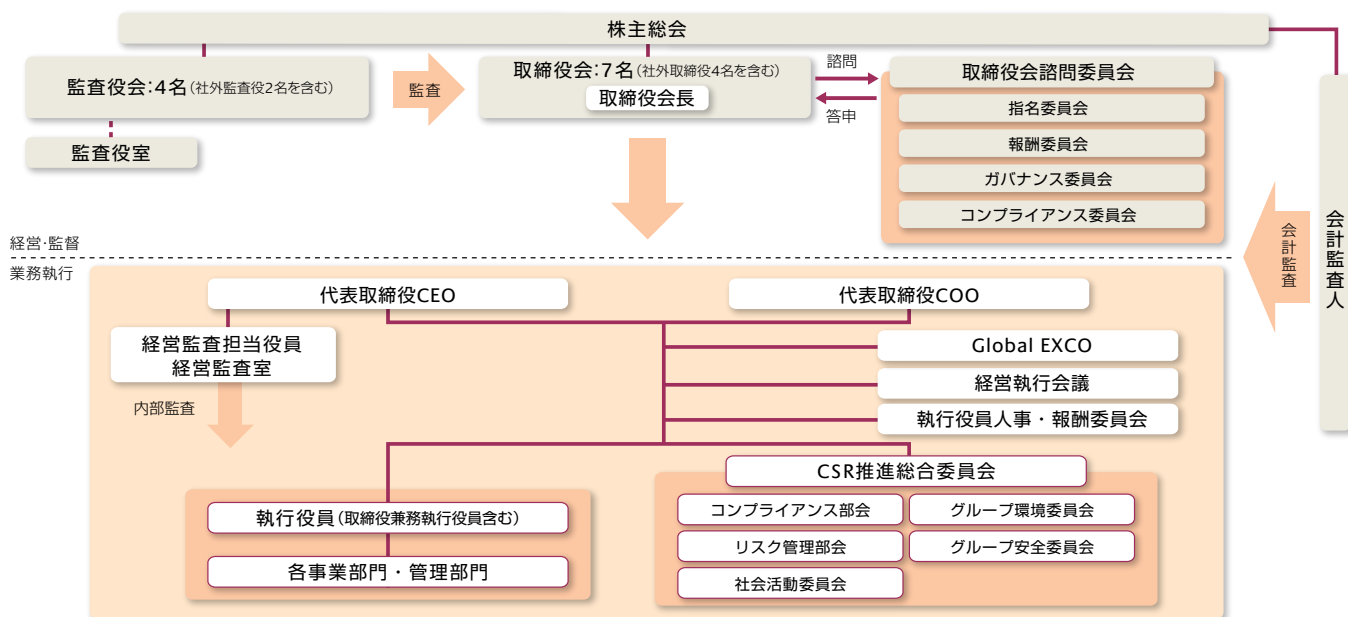 株主総会
監査役会:4名(社外監査役2名を含む)
監査
取締役会:7名(社外取締役4名を含む)
取締役会長
諮問
答申
取締役会諮問委員会
指名委員会
報酬委員会
ガバナンス委員会
コンプライアンス委員会
監査役室
会計監査人
会計監査
経営・監督
業務執行
代表取締役CEO
代表取締役COO
経営監査担当役員
経営監査室
内部監査
Global EXCO
経営執行会議
執行役員人事・報酬委員会
CSR推進総合委員会
コンプライアンス部会
グループ環境委員会
リスク管理部会
グループ安全委員会
社会活動委員会
執行役員(取締役兼務執行役員含む)
各事業部門・管理部門